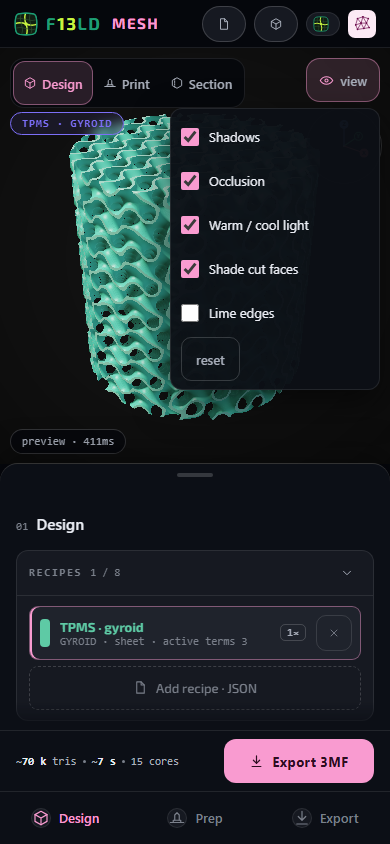 F13LD MESH
Design
Print
Section
view
TPMS · GYROID
Shadows
Occlusion
Warm / cool light
Shade cut faces
Lime edges
reset
preview · 411ms
01 Design
RECIPES 1 / 8
TPMS · gyroid
GYROID · sheet · active terms 3
1×
Add recipe · JSON
~70 k tris • ~7 s • 15 cores
Export 3MF
Design
Prep
Export